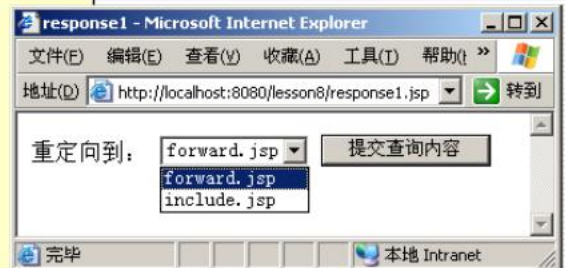 response1 - Microsoft Internet Explorer
文件(F) 编辑(E) 查看(V) 收藏(A) 工具(T) 帮助(H »
地址(D) http://localhost:8080/lesson8/response1.jsp 转到
重定向到： forward.jsp 提交查询内容
forward.jsp
include.jsp
完毕 本地 Intranet